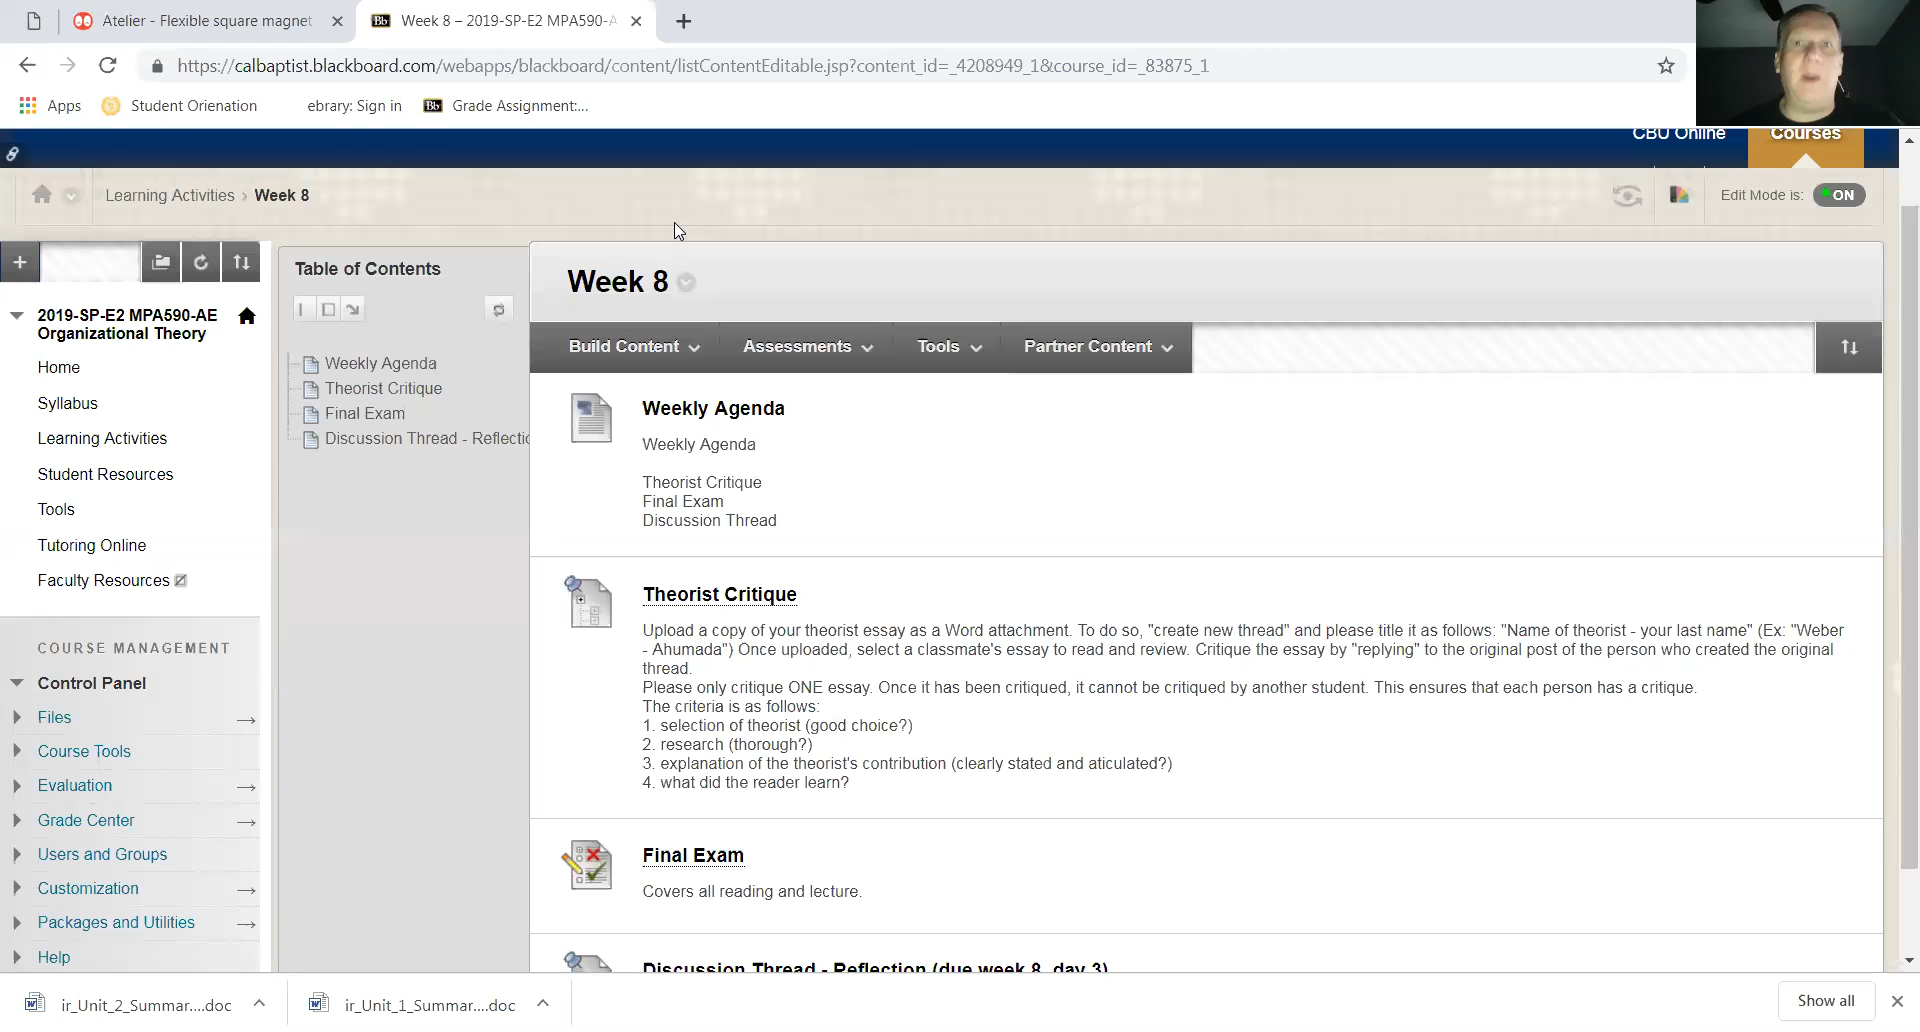 Atelier - Flexible square magnet
Bb Week 8 – 2019-SP-E2 MPA590-A
https://calbaptist.blackboard.com/webapps/blackboard/content/listContentEditable.jsp?content_id=_4208949_1&course_id=_83875_1
Apps Student Orienation ebrary: Sign in Bb Grade Assignment:...
CBU Online Courses
Learning Activities › Week 8
Edit Mode is: ON
2019-SP-E2 MPA590-AE
Organizational Theory
Home
Syllabus
Learning Activities
Student Resources
Tools
Tutoring Online
Faculty Resources
COURSE MANAGEMENT
Control Panel
Files
Course Tools
Evaluation
Grade Center
Users and Groups
Customization
Packages and Utilities
Help
Table of Contents
Weekly Agenda
Theorist Critique
Final Exam
Discussion Thread - Reflectio
Week 8
Build Content Assessments Tools Partner Content
Weekly Agenda
Weekly Agenda
Theorist Critique
Final Exam
Discussion Thread
Theorist Critique
Upload a copy of your theorist essay as a Word attachment. To do so, "create new thread" and please title it as follows: "Name of theorist - your last name" (Ex: "Weber
- Ahumada") Once uploaded, select a classmate's essay to read and review. Critique the essay by "replying" to the original post of the person who created the original
thread.
Please only critique ONE essay. Once it has been critiqued, it cannot be critiqued by another student. This ensures that each person has a critique.
The criteria is as follows:
1. selection of theorist (good choice?)
2. research (thorough?)
3. explanation of the theorist's contribution (clearly stated and aticulated?)
4. what did the reader learn?
Final Exam
Covers all reading and lecture.
Discussion Thread - Reflection (due week 8, day 3)
ir_Unit_2_Summar....doc
ir_Unit_1_Summar....doc
Show all